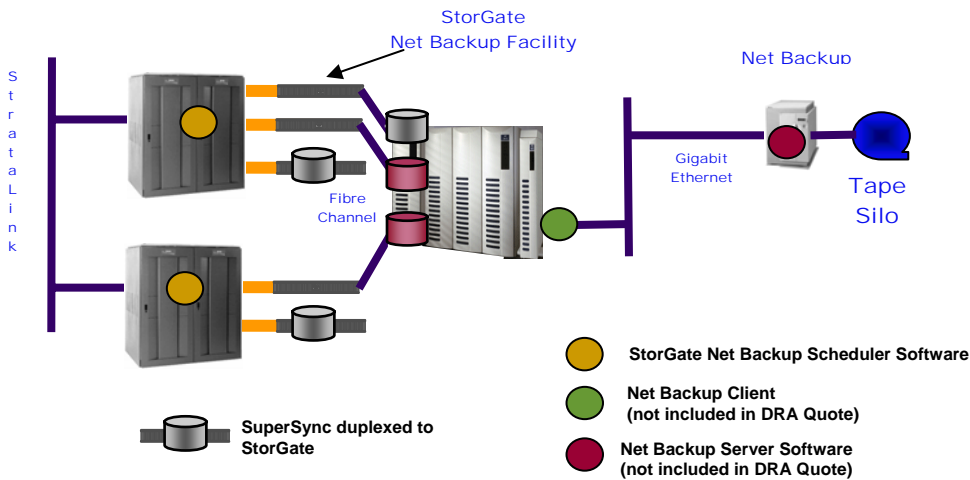 StorGate
Net Backup Facility
Net Backup
StrataLink
Fibre
Channel
Gigabit
Ethernet
Tape
Silo
StorGate Net Backup Scheduler Software
Net Backup Client
(not included in DRA Quote)
SuperSync duplexed to
StorGate
Net Backup Server Software
(not included in DRA Quote)